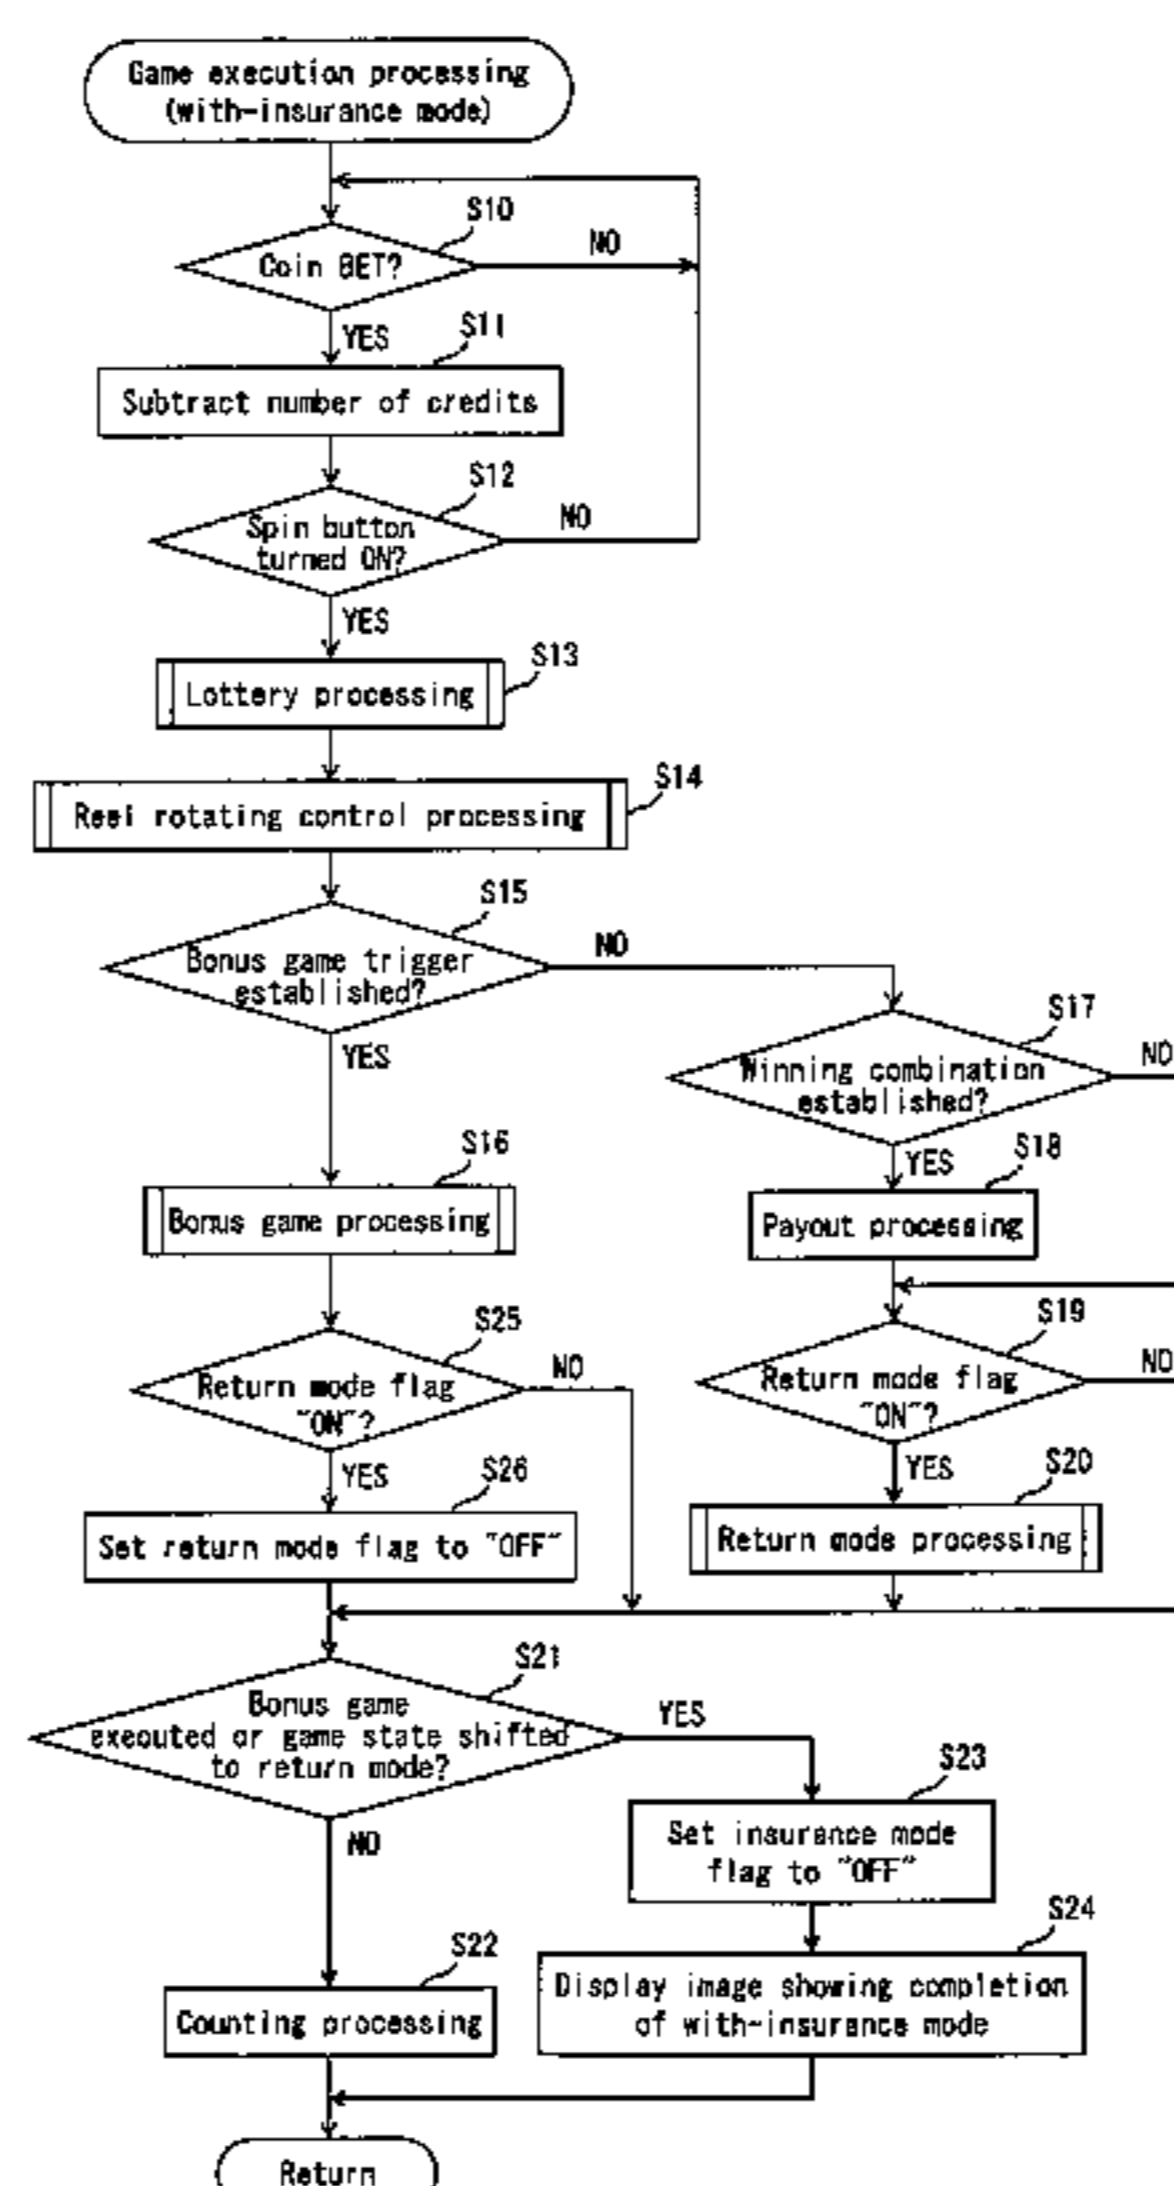 Game execution processing
(with-insurance mode)
S10
Coin BET?
NO
YES
S11
Subtract number of credits
S12
Spin button
turned ON?
NO
YES
S13
Lottery processing
S14
Reel rotating control processing
S15
Bonus game trigger
established?
NO
YES
S17
Winning combination
established?
NO
YES
S16
Bonus game processing
S18
Payout processing
S25
Return mode flag
"ON"?
NO
YES
S19
Return mode flag
"ON"?
NO
YES
S26
Set return mode flag to "OFF"
S20
Return mode processing
S21
Bonus game
executed or game state shifted
to return mode?
YES
NO
S23
Set insurance mode
flag to "OFF"
S24
Display image showing completion
of with-insurance mode
S22
Counting processing
Return